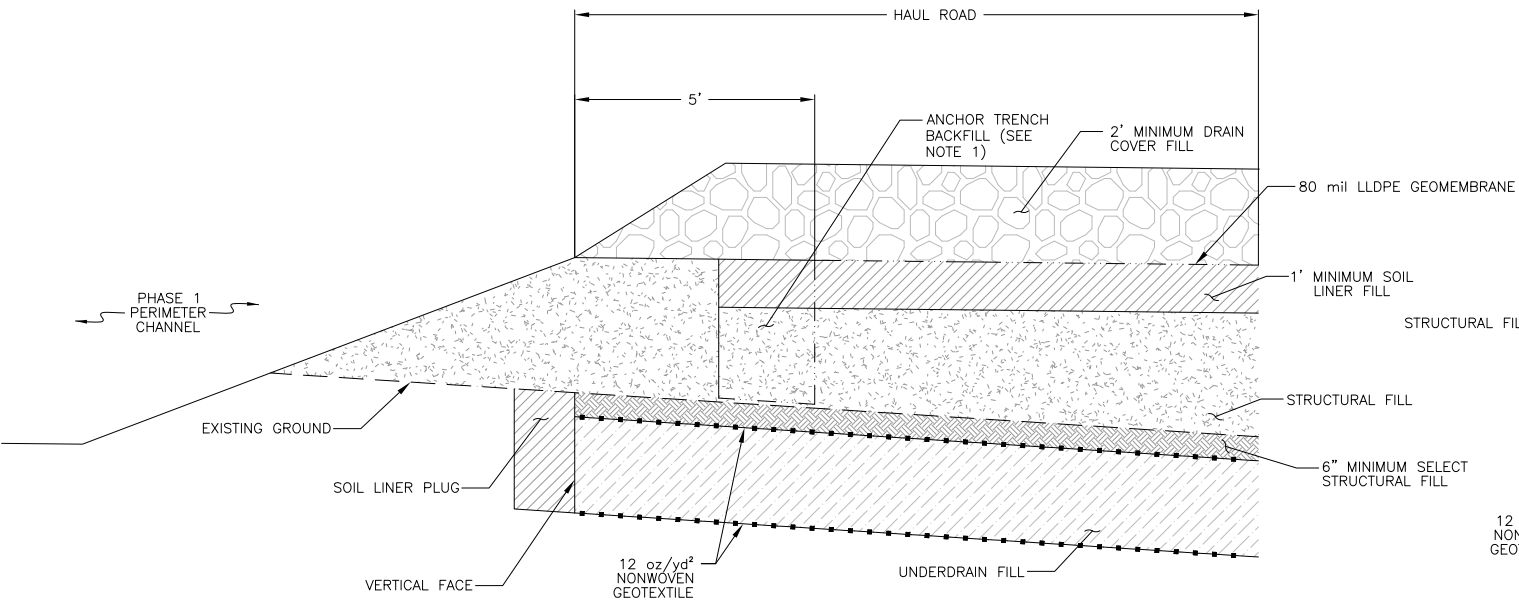 HAUL ROAD
5'
ANCHOR TRENCH
BACKFILL (SEE
NOTE 1)
2' MINIMUM DRAIN
COVER FILL
80 mil LLDPE GEOMEMBRANE
1' MINIMUM SOIL
LINER FILL
PHASE 1
PERIMETER
CHANNEL
STRUCTURAL FIL
STRUCTURAL FILL
EXISTING GROUND
6" MINIMUM SELECT
STRUCTURAL FILL
SOIL LINER PLUG
12
NON
GEOT
12 oz/yd²
NONWOVEN
GEOTEXTILE
VERTICAL FACE
UNDERDRAIN FILL